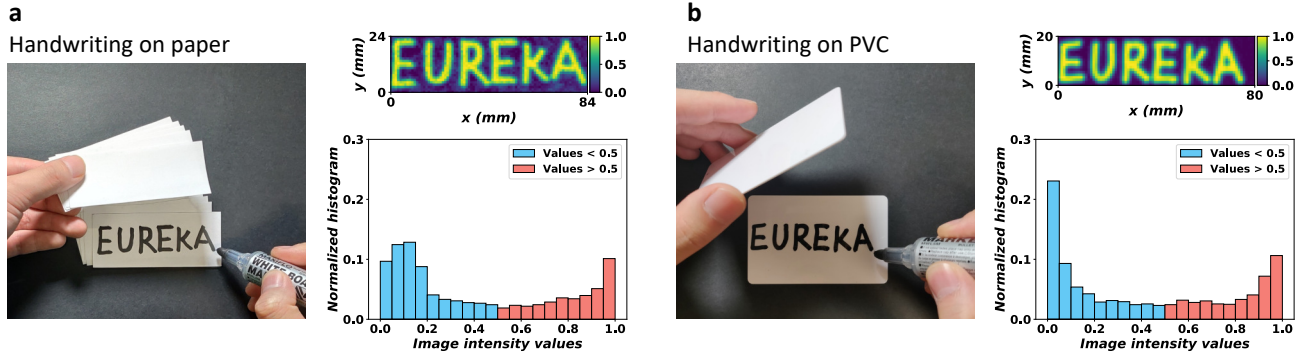 a
Handwriting on paper
EUREKA
24
y (mm)
0
0
84
x (mm)
1.0
0.5
0.0
EUREKA
Normalized histogram
0.3
0.2
0.1
0.0
Values < 0.5
Values > 0.5
0.0 0.2 0.4 0.6 0.8 1.0
Image intensity values
b
Handwriting on PVC
EUREKA
20
y (mm)
0
0
80
x (mm)
1.0
0.5
0.0
EUREKA
Normalized histogram
0.3
0.2
0.1
0.0
Values < 0.5
Values > 0.5
0.0 0.2 0.4 0.6 0.8 1.0
Image intensity values